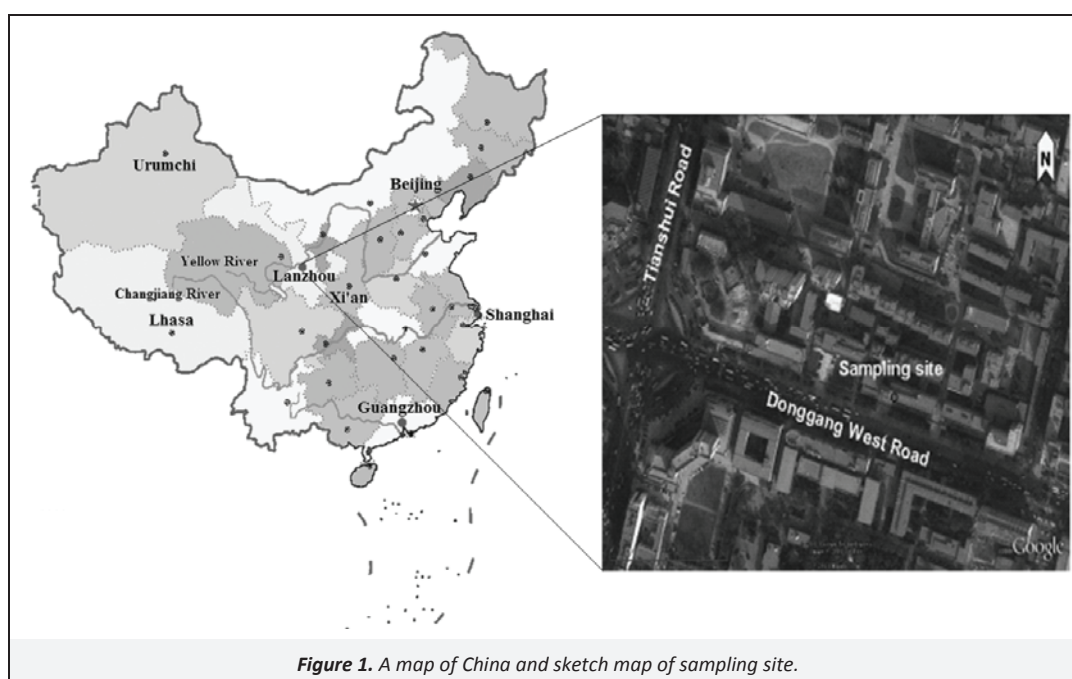 Urumchi
Beijing
Yellow River
Lanzhou
Changjiang River
Xi'an
Lhasa
Shanghai
Guangzhou
N
Tianshui Road
Sampling site
Donggang West Road
Google
Figure 1. A map of China and sketch map of sampling site.